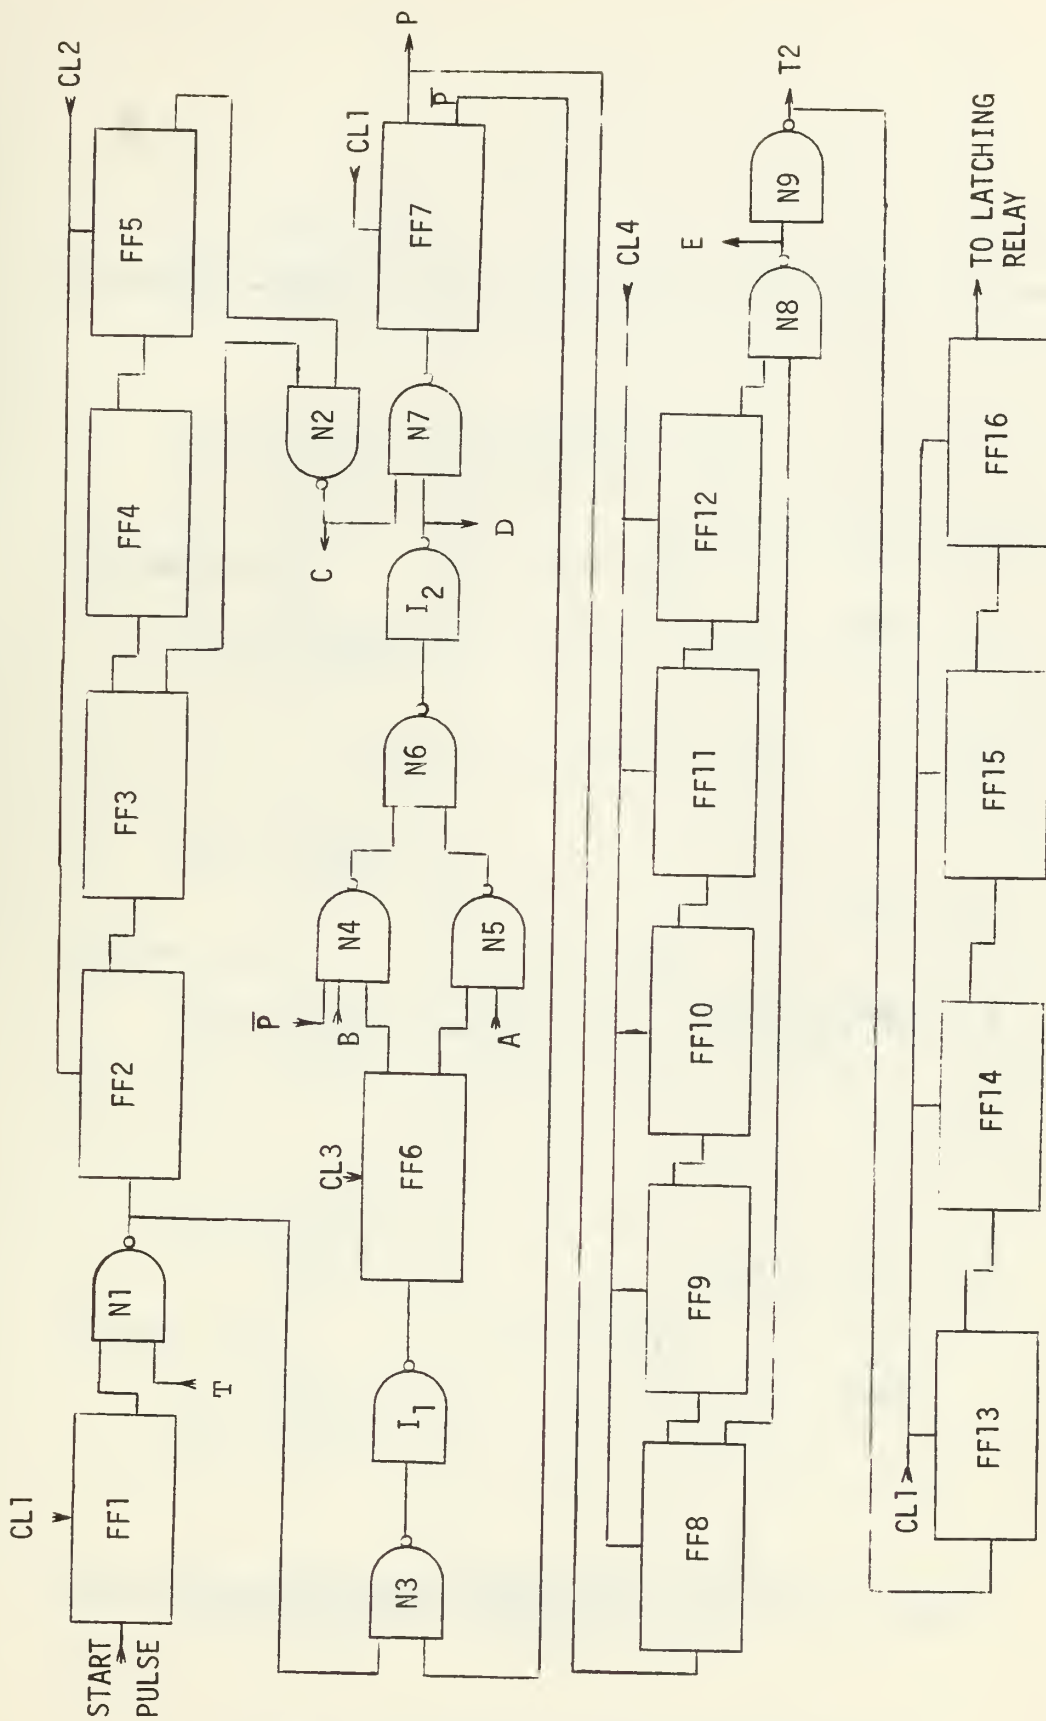 CL1
START
PULSE
FF1
T
N1
FF2
FF3
FF4
FF5
CL2
N2
C
N3
I1
FF6
CL3
P̅
B
A
N4
N5
N6
I2
D
N7
FF7
CL1
P
P̅
FF8
FF9
FF10
FF11
FF12
CL4
N8
E
N9
T2
CL1
FF13
FF14
FF15
FF16
TO LATCHING
RELAY